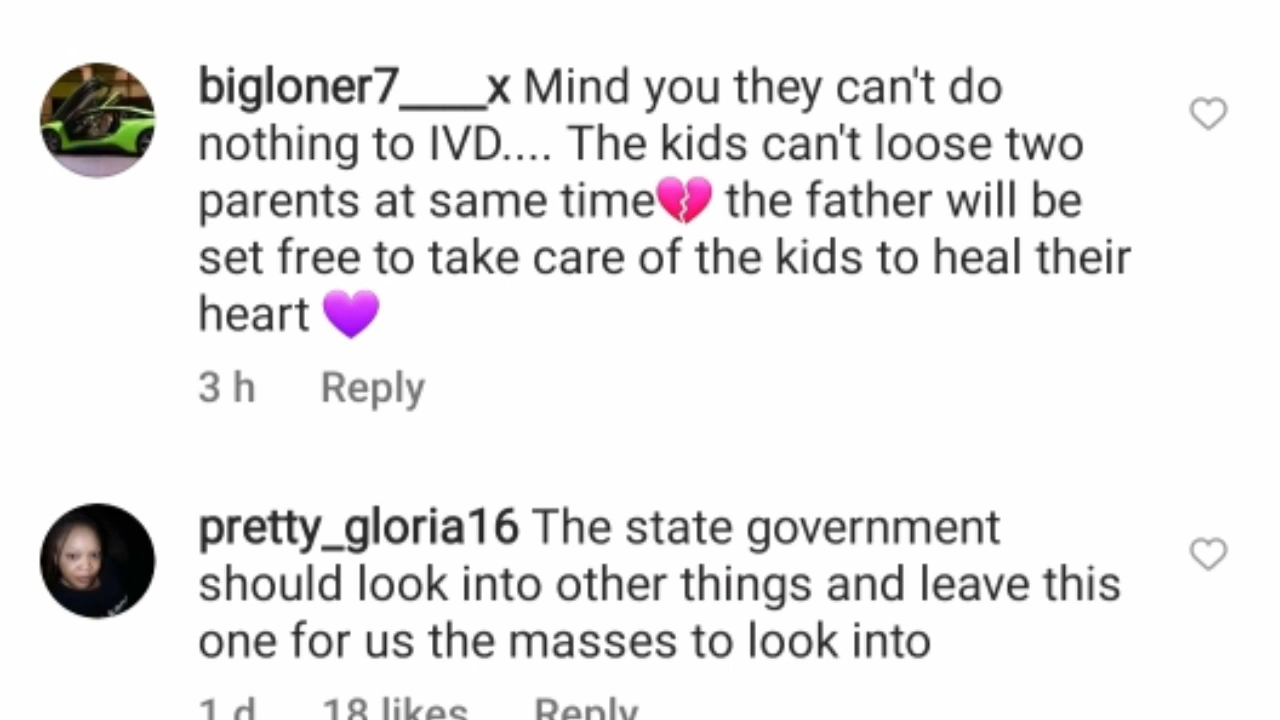 bigloner7____x Mind you they can't do
nothing to IVD.... The kids can't loose two
parents at same time💔 the father will be
set free to take care of the kids to heal their
heart 💜
3 h Reply
pretty_gloria16 The state government
should look into other things and leave this
one for us the masses to look into
1 d 18 likes Reply